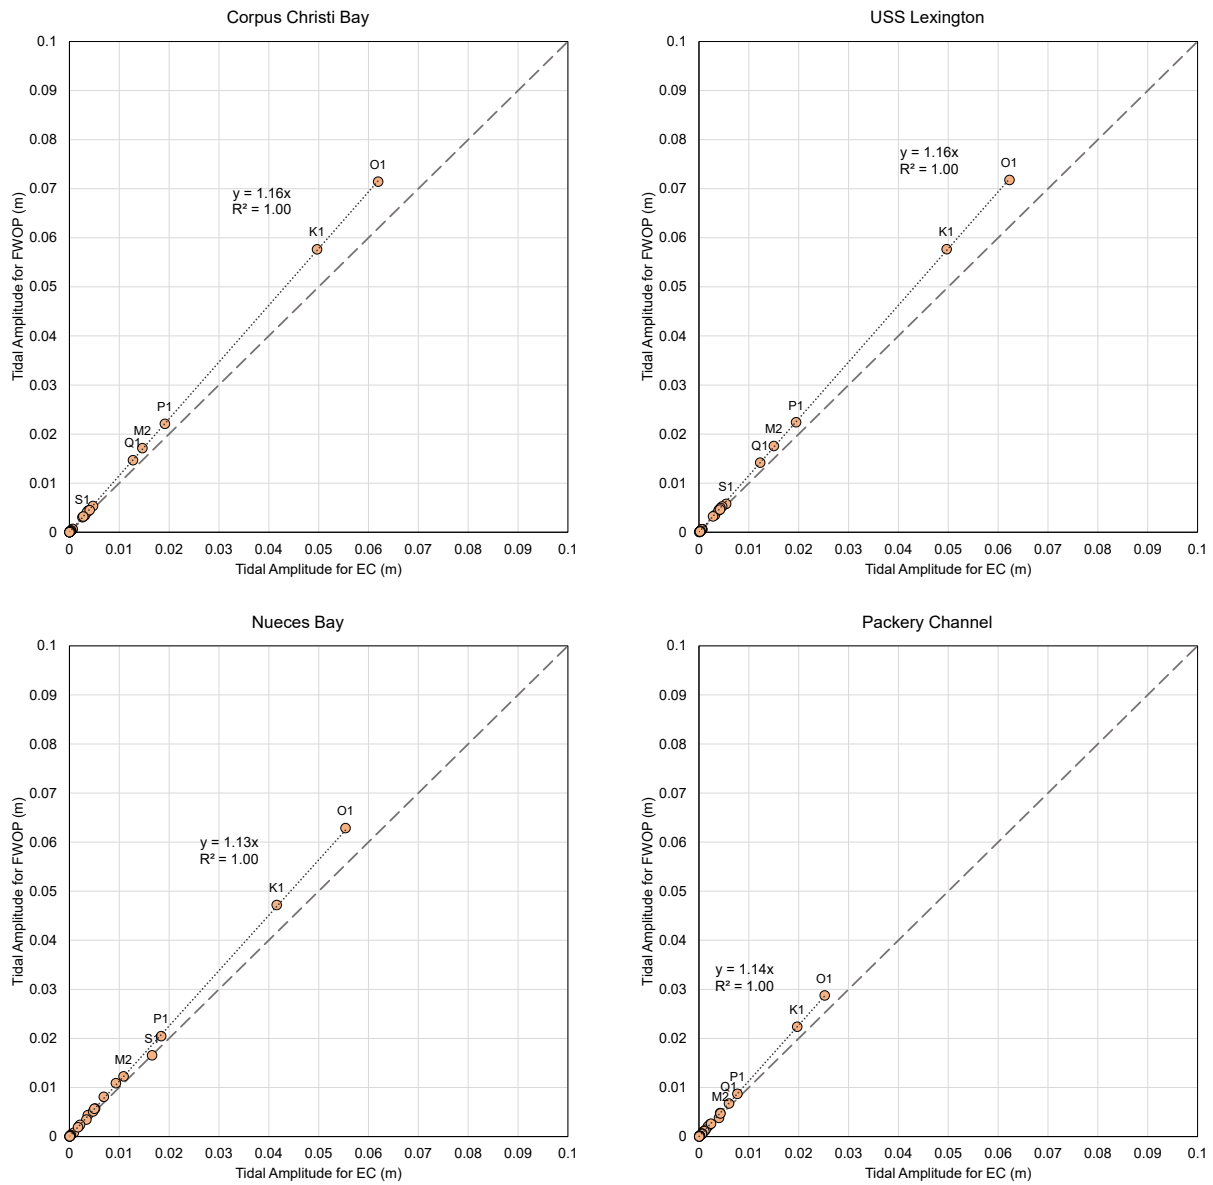 Corpus Christi Bay
0.1
0.09
0.08
0.07
0.06
0.05
0.04
0.03
0.02
0.01
0
Tidal Amplitude for FWOP (m)
y = 1.16x
R² = 1.00
O1
K1
P1
M2
Q1
S1
0 0.01 0.02 0.03 0.04 0.05 0.06 0.07 0.08 0.09 0.1
Tidal Amplitude for EC (m)
USS Lexington
0.1
0.09
0.08
0.07
0.06
0.05
0.04
0.03
0.02
0.01
0
Tidal Amplitude for FWOP (m)
y = 1.16x
R² = 1.00
O1
K1
P1
M2
Q1
S1
0 0.01 0.02 0.03 0.04 0.05 0.06 0.07 0.08 0.09 0.1
Tidal Amplitude for EC (m)
Nueces Bay
0.1
0.09
0.08
0.07
0.06
0.05
0.04
0.03
0.02
0.01
0
Tidal Amplitude for FWOP (m)
y = 1.13x
R² = 1.00
O1
K1
P1
S1
M2
0 0.01 0.02 0.03 0.04 0.05 0.06 0.07 0.08 0.09 0.1
Tidal Amplitude for EC (m)
Packery Channel
0.1
0.09
0.08
0.07
0.06
0.05
0.04
0.03
0.02
0.01
0
Tidal Amplitude for FWOP (m)
y = 1.14x
R² = 1.00
O1
K1
P1
Q1
M2
0 0.01 0.02 0.03 0.04 0.05 0.06 0.07 0.08 0.09 0.1
Tidal Amplitude for EC (m)